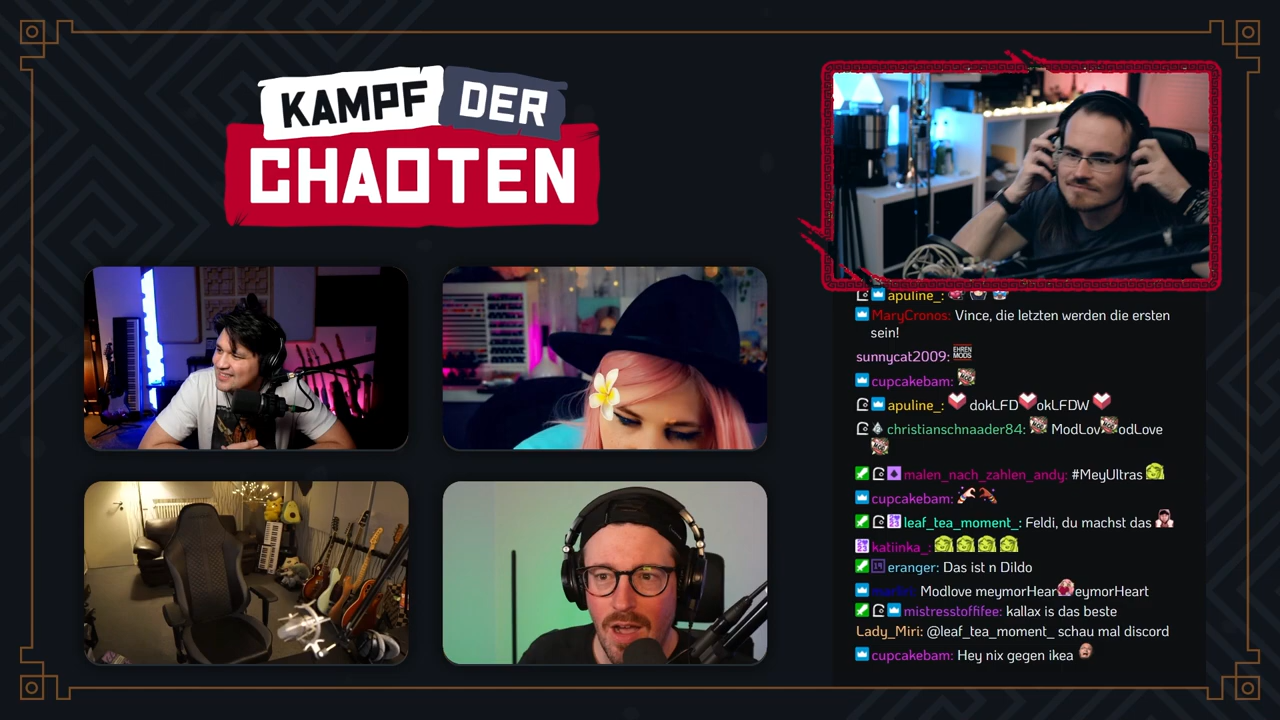 KAMPF DER
CHAOTEN
apuline_:
MaryCronos: Vince, die letzten werden die ersten
sein!
sunnycat2009: EHREN MODS
cupcakebam:
apuline_: dokLFD okLFDW
christianschnaader84: ModLov odLove
malen_nach_zahlen_andy: #MeyUltras
cupcakebam:
leaf_tea_moment_: Feldi, du machst das
katiinka_:
eranger: Das ist n Dildo
Modlove meymorHear eymorHeart
mistresstoffifee: kallax is das beste
Lady_Miri: @leaf_tea_moment_ schau mal discord
cupcakebam: Hey nix gegen ikea